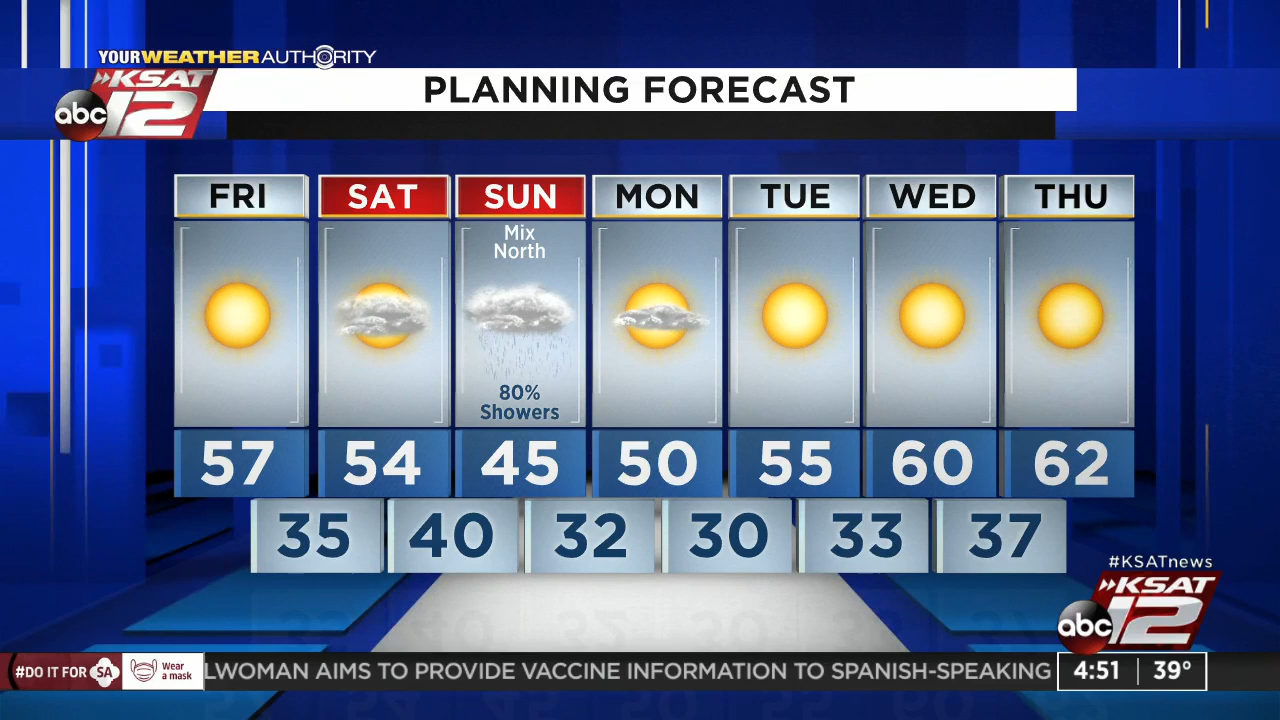 YOURWEATHERAUTHORITY
KSAT
abc 12
PLANNING FORECAST
FRI SAT SUN MON TUE WED THU
Mix
North
80%
Showers
57 54 45 50 55 60 62
35 40 32 30 33 37
#KSATnews
KSAT
abc 12
#DO IT FOR SA Wear a mask LWOMAN AIMS TO PROVIDE VACCINE INFORMATION TO SPANISH-SPEAKING 4:51 39°